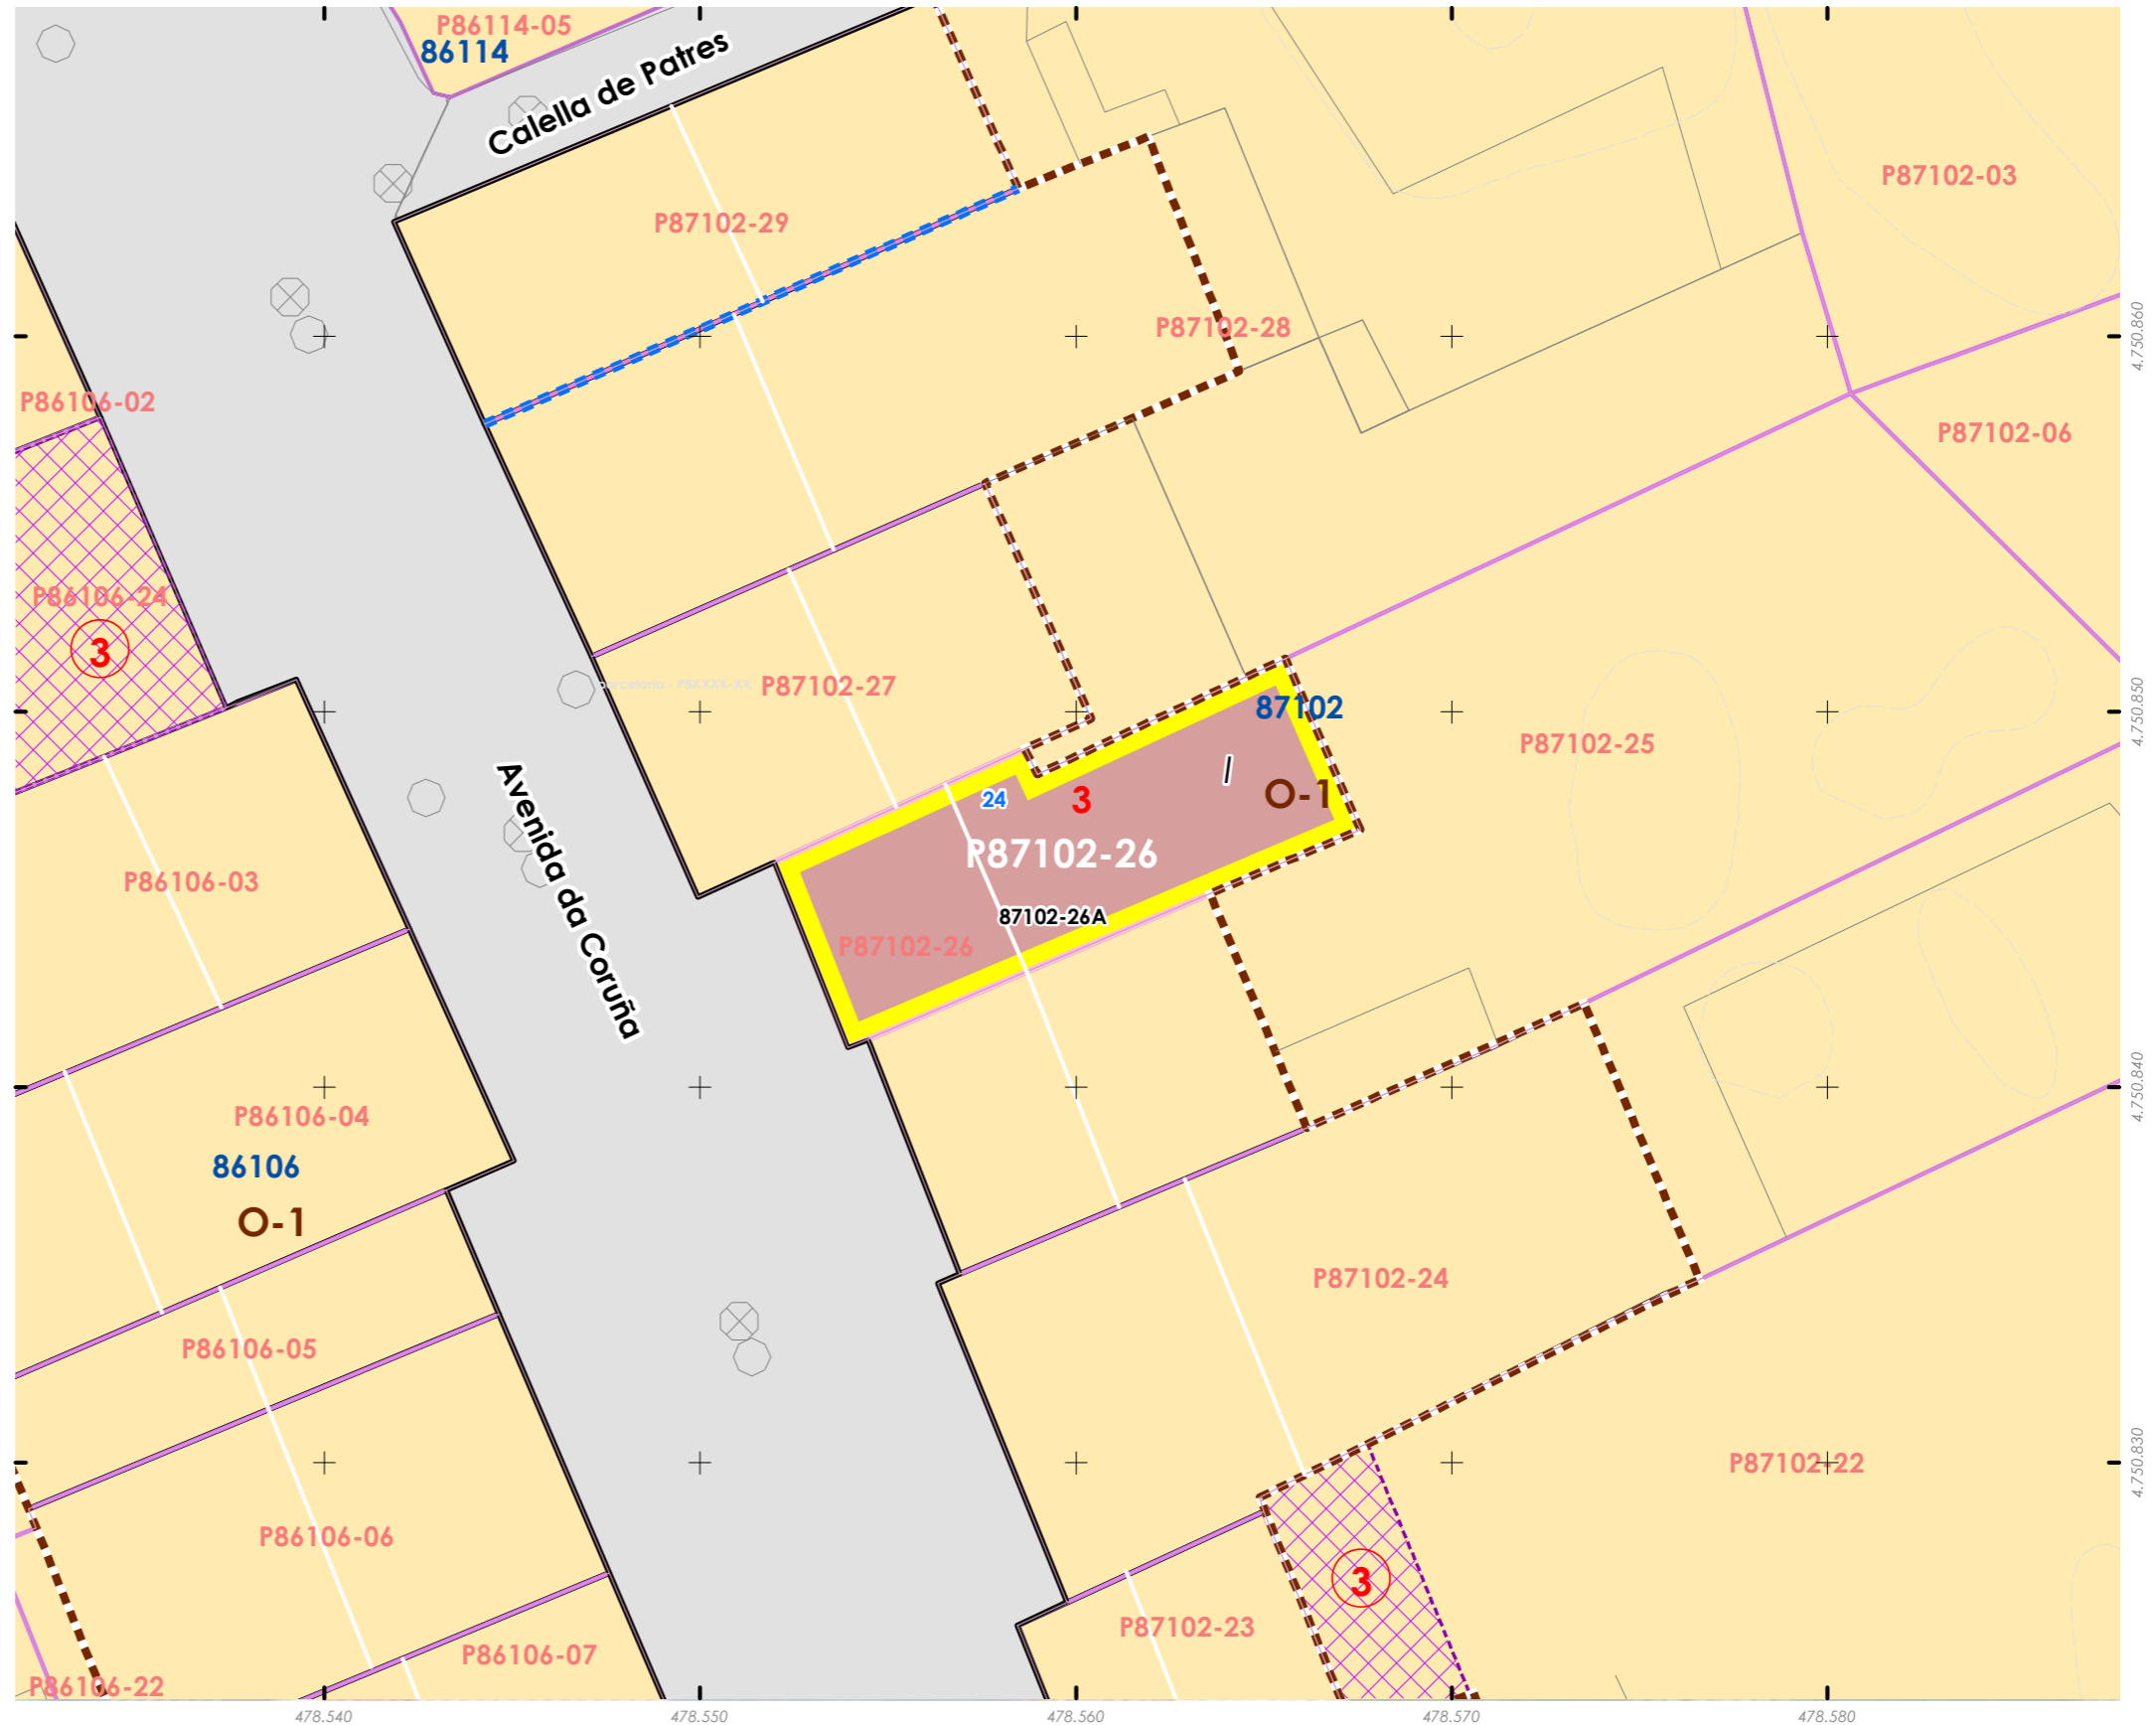 P86114-05
86114
Calella de Patres
P87102-03
P87102-29
P87102-28
4.750.860
P86106-02
P87102-06
P86106-24
3
parcelario - P8XXXX-XX
P87102-27
87102
4.750.850
P87102-25
24
3
I
O-1
P87102-26
Avenida da Coruña
P86106-03
87102-26A
P87102-26
4.750.840
P86106-04
86106
O-1
P87102-24
P86106-05
P87102-22
4.750.830
P86106-06
3
P87102-23
P86106-07
P86106-22
478.540
478.550
478.560
478.570
478.580